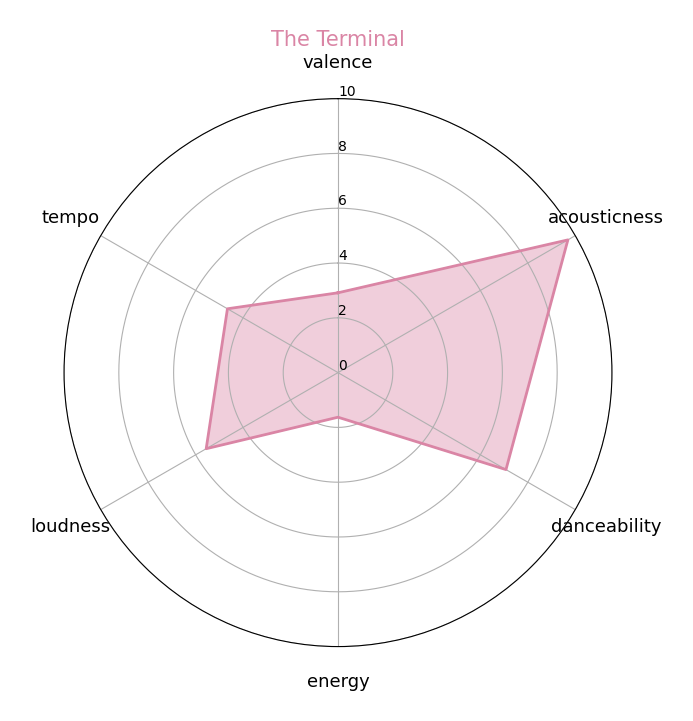 The Terminal
valence
10
8
6
4
2
0
tempo
acousticness
loudness
danceability
energy